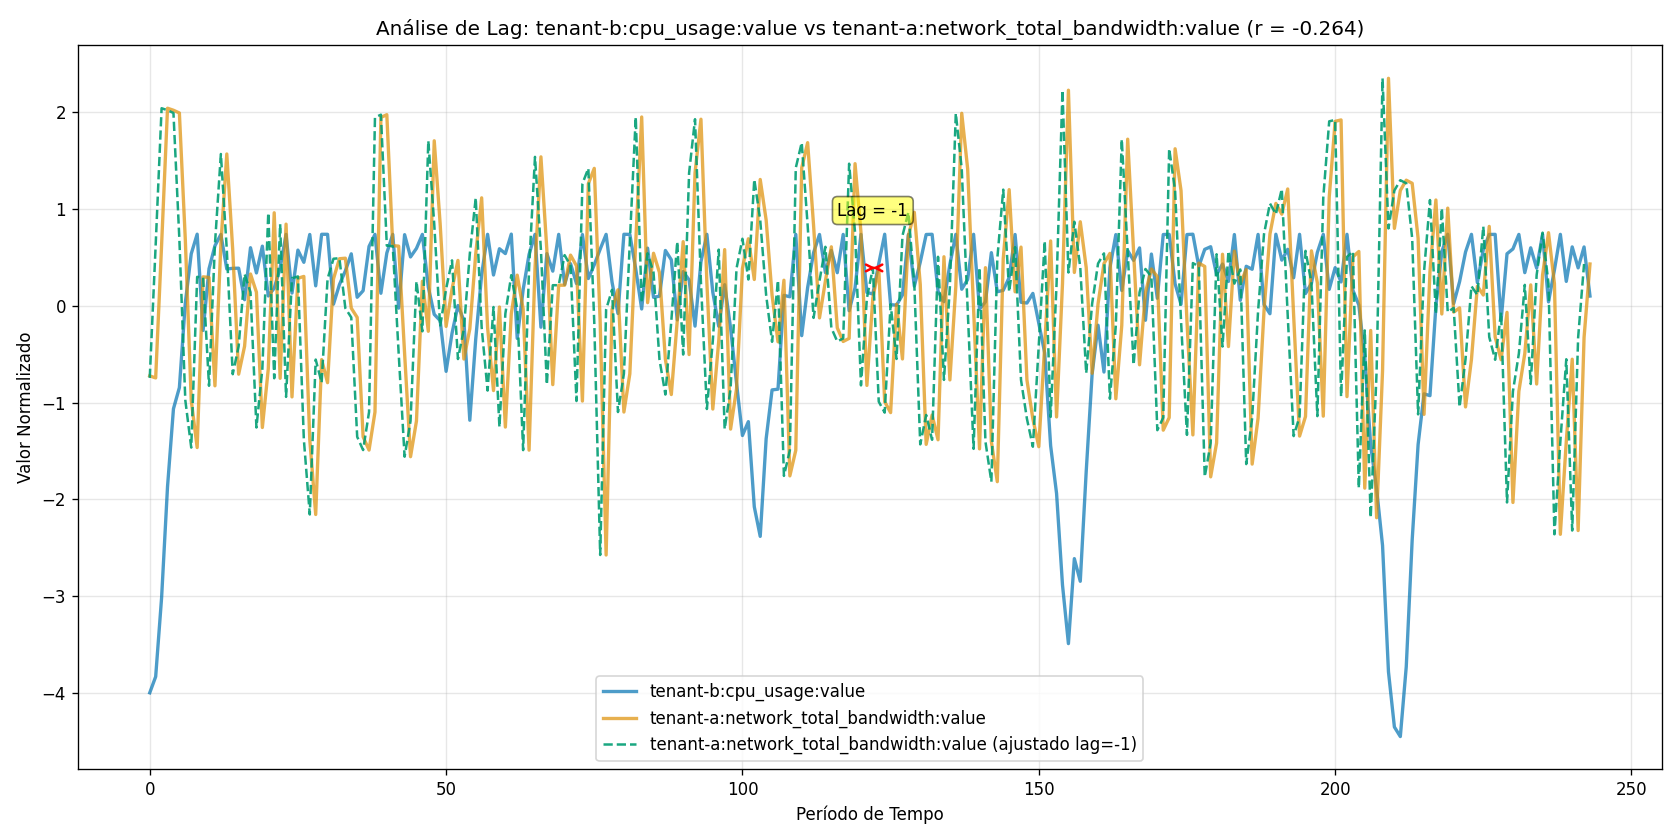 Análise de Lag: tenant-b:cpu_usage:value vs tenant-a:network_total_bandwidth:value (r = -0.264)
Valor Normalizado
2
1
0
−1
−2
−3
−4
Lag = -1
tenant-b:cpu_usage:value
tenant-a:network_total_bandwidth:value
tenant-a:network_total_bandwidth:value (ajustado lag=-1)
0
50
100
150
200
250
Período de Tempo